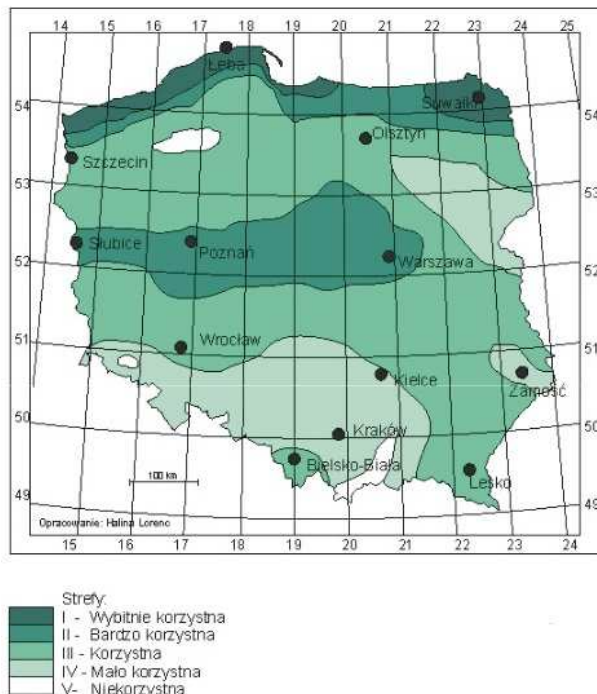 14 15 16 17 18 19 20 21 22 23 24 25
Łeba
54 Suwałki 54
Olsztyn
Szczecin
53 53
Słubice Poznań Warszawa
52 52
51 Wrocław 51
Kielce Zamość
50 Kraków 50
Bielsko-Biała Lesko
100 km
49 49
Opracowanie: Halina Lorenc
15 16 17 18 19 20 21 22 23 24
Strefy:
I - Wybitnie korzystna
II - Bardzo korzystna
III - Korzystna
IV - Mało korzystna
V - Niekorzystna